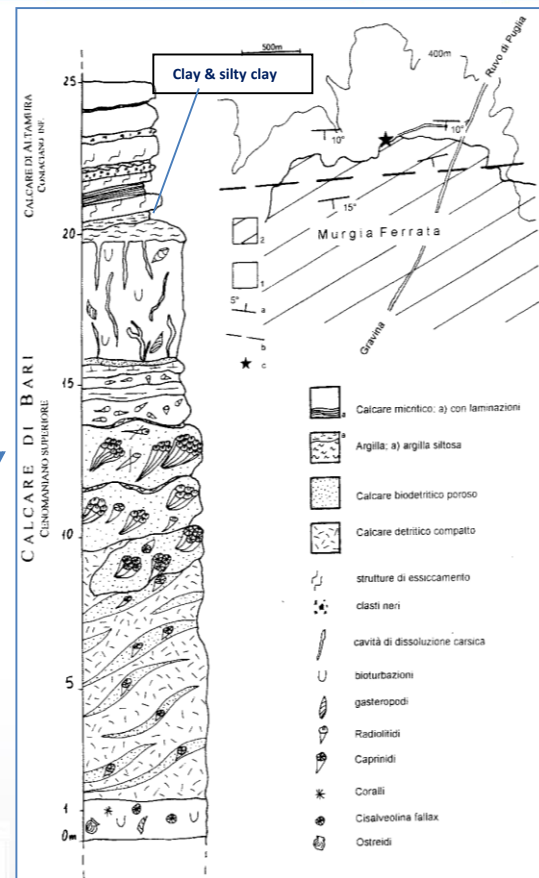 25
20
15
10
5
1
0m
CALCARE DI ALTAMURA
CONIACIANO INF.
CALCARE DI BARI
CENOMANIANO SUPERIORE
Clay & silty clay
500m
400m
Ruvo di Puglia
10°
10°
15°
Murgia Ferrata
Gravina
2
1
5°
a
b
c
a Calcare micritico; a) con laminazioni
a Argilla; a) argilla siltosa
Calcare biodetritico poroso
Calcare detritico compatto
strutture di essiccamento
clasti neri
cavità di dissoluzione carsica
bioturbazioni
gasteropodi
Radiolitidi
Caprinidi
Coralli
Cisalveolina fallax
Ostreidi